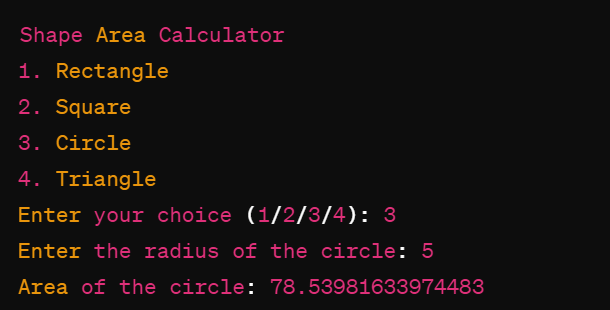 Shape Area Calculator
1. Rectangle
2. Square
3. Circle
4. Triangle
Enter your choice (1/2/3/4): 3
Enter the radius of the circle: 5
Area of the circle: 78.53981633974483